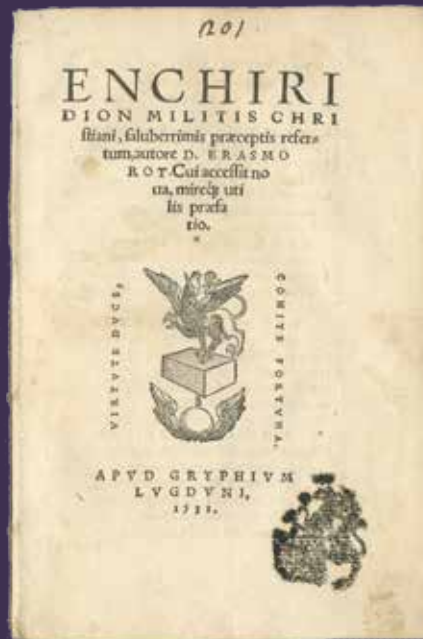 1201
ENCHIRI
DION MILITIS CHRI
stiani, saluberrimis præceptis refer⸗
tum, autore D. ERASMO
ROT. Cui accessit no
ua, mireq́; uti
lis præfa
tio.
*
VIRTVTE DVCE,
COMITE FORTVNA.
APVD GRYPHIVM
LVGDVNI,
1531.